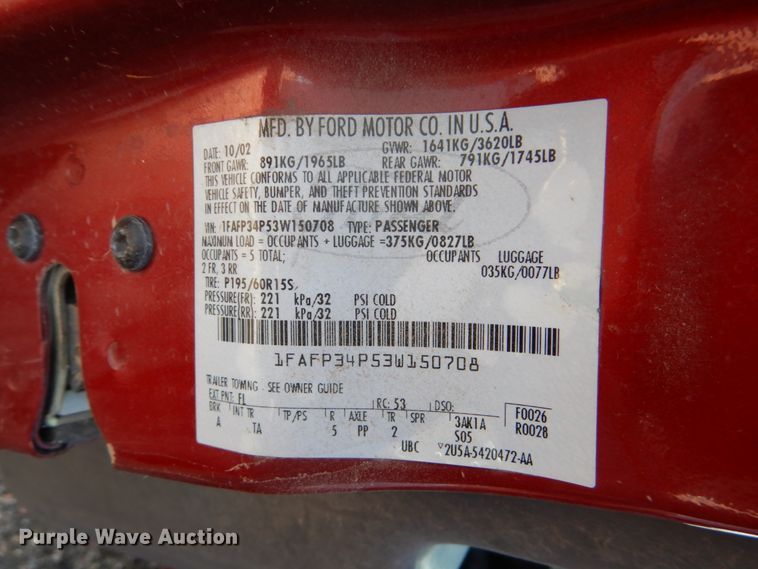 MFD. BY FORD MOTOR CO. IN U.S.A.
DATE: 10/02 GVWR: 1641KG/3620LB
FRONT GAWR: 891KG/1965LB REAR GAWR: 791KG/1745LB
THIS VEHICLE CONFORMS TO ALL APPLICABLE FEDERAL MOTOR
VEHICLE SAFETY, BUMPER, AND THEFT PREVENTION STANDARDS
IN EFFECT ON THE DATE OF MANUFACTURE SHOWN ABOVE.
VIN: 1FAFP34P53W150708 TYPE: PASSENGER
MAXIMUM LOAD = OCCUPANTS + LUGGAGE =375KG/0827LB
OCCUPANTS = 5 TOTAL; OCCUPANTS LUGGAGE
2 FR, 3 RR 035KG/0077LB
TIRE: P195/60R15S
PRESSURE(FR): 221 kPa/32 PSI COLD
PRESSURE(RR): 221 kPa/32 PSI COLD
1FAFP34P53W150708
TRAILER TOWING - SEE OWNER GUIDE
EXT PNT: FL RC: 53 DSO: F0026
BRK INT TR TP/PS R AXLE TR SPR 3AK1A R0028
A TA 5 PP 2 S05
UBC 2U5A-5420472-AA
Purple Wave Auction